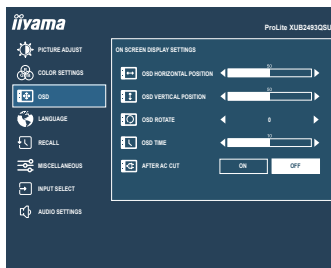 iiyama
ProLite XUB2493QSU
PICTURE ADJUST
COLOR SETTINGS
OSD
LANGUAGE
RECALL
MISCELLANEOUS
INPUT SELECT
AUDIO SETTINGS
ON SCREEN DISPLAY SETTINGS
OSD HORIZONTAL POSITION 50
OSD VERTICAL POSITION 50
OSD ROTATE 0
OSD TIME 10
AFTER AC CUT ON OFF